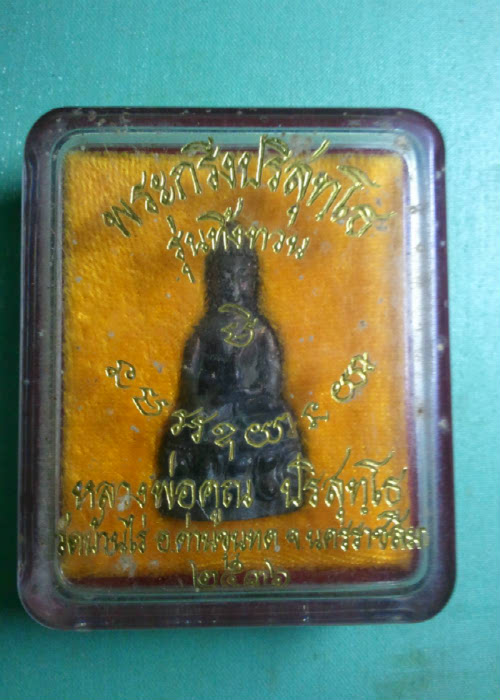 พระกริ่งปริสุทฺโธ
รุ่นทิ้งทวน
หลวงพ่อคูณ ปริสุทฺโธ
วัดบ้านไร่ อ.ด่านขุนทด จ.นครราชสีมา
๒๕๓๖